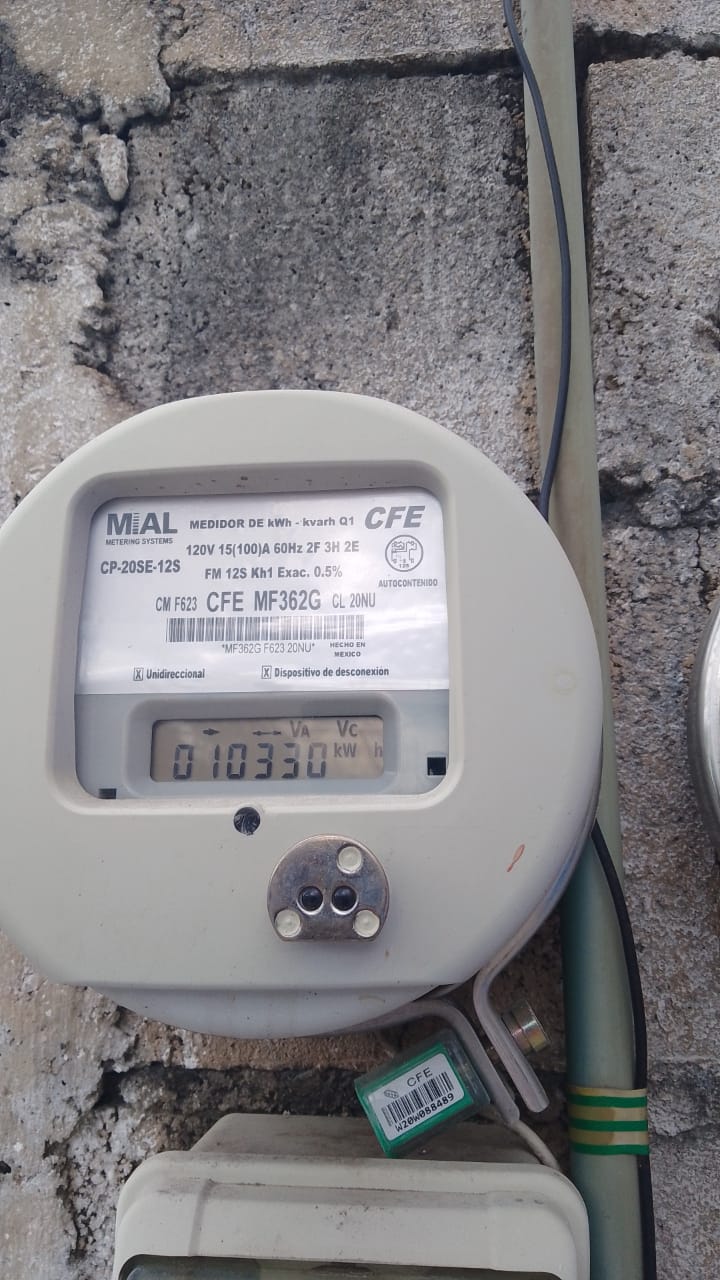 MIAL
METERING SYSTEMS
MEDIDOR DE kWh - kvarh Q1
CFE
120V 15(100)A 60Hz 2F 3H 2E
CP-20SE-12S
FM 12S Kh1 Exac. 0.5%
AUTOCONTENIDO
CM F623 CFE MF362G CL 20NU
*MF362G F623 20NU*
HECHO EN
MEXICO
X Unidireccional
X Dispositivo de desconexión
VA VC
010330 kW h
CFE
W20W088489